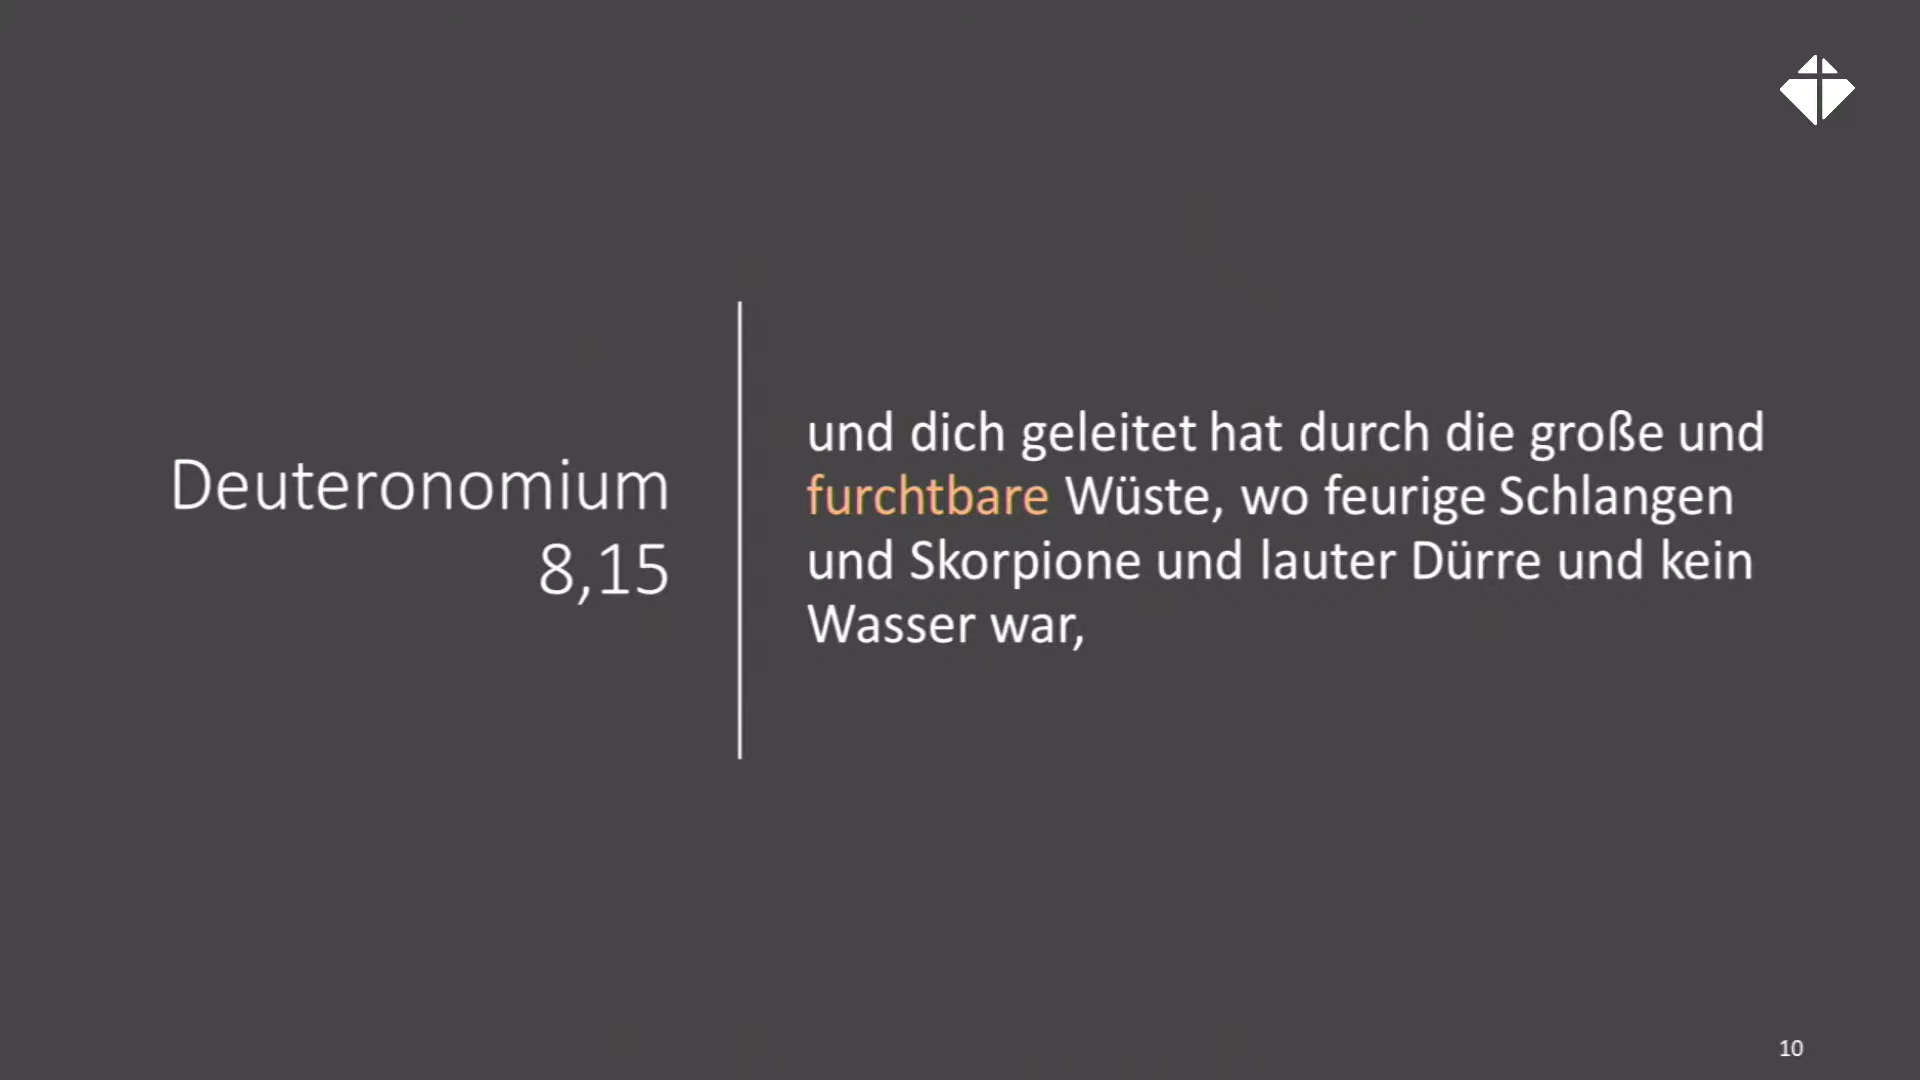 Deuteronomium
8,15
und dich geleitet hat durch die große und
furchtbare Wüste, wo feurige Schlangen
und Skorpione und lauter Dürre und kein
Wasser war,
10